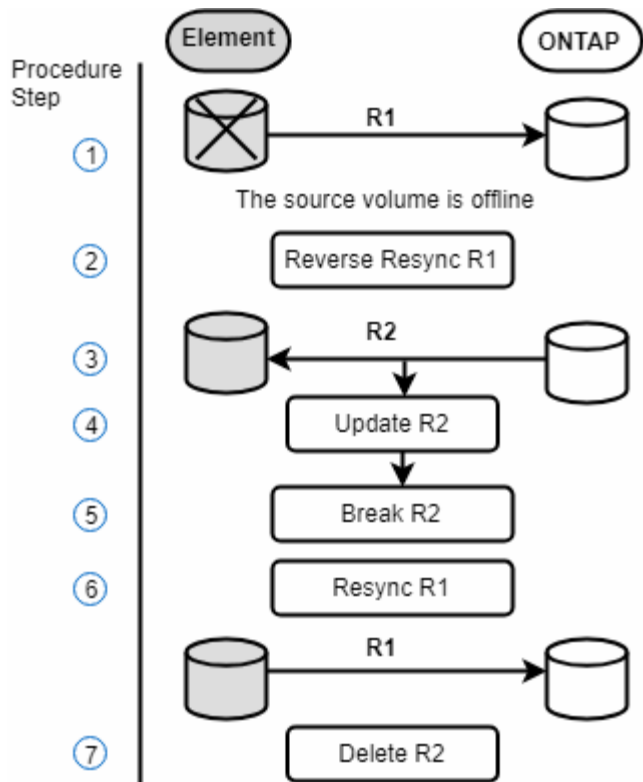 Element
ONTAP
Procedure
Step
R1
1
The source volume is offline
2
Reverse Resync R1
R2
3
4
Update R2
5
Break R2
6
Resync R1
R1
7
Delete R2